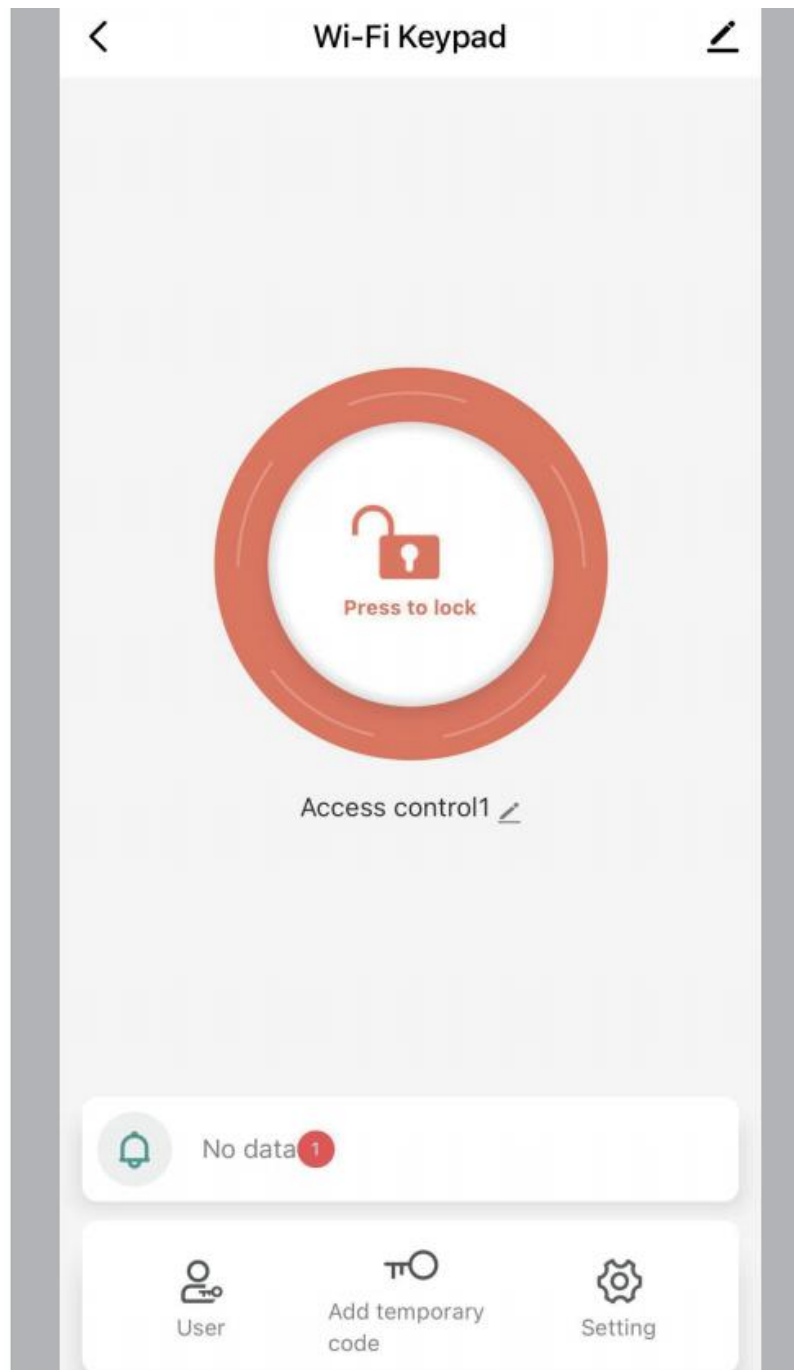 Wi-Fi Keypad
Press to lock
Access control1
No data
1
User
Add temporary
code
Setting